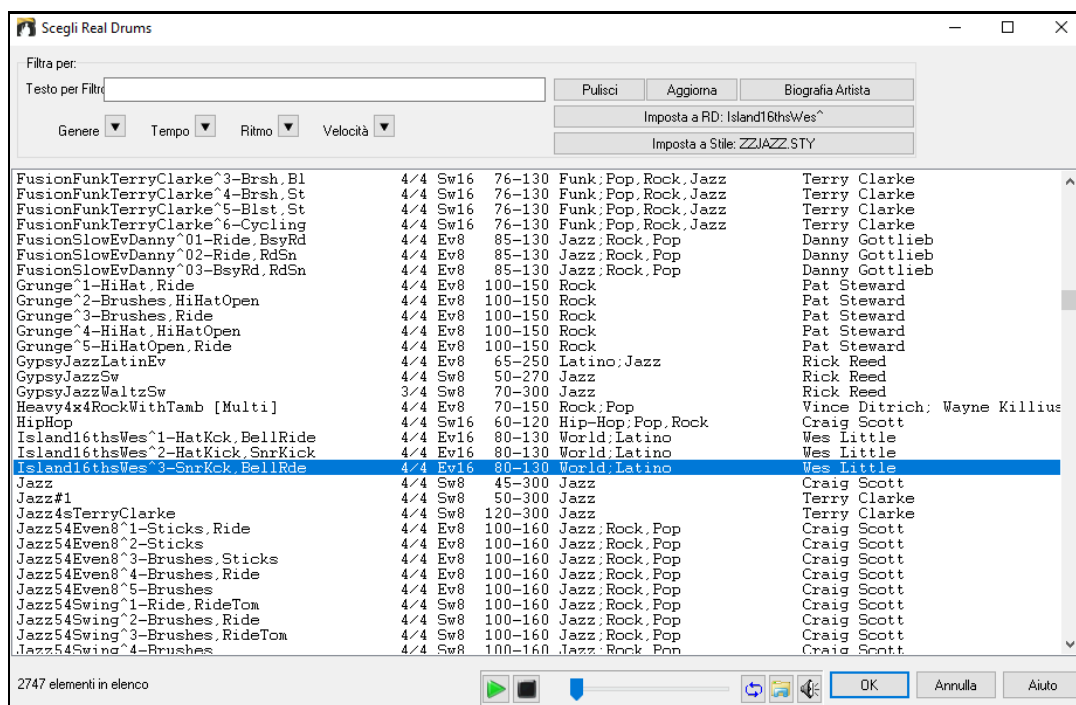 Scegli Real Drums
Filtra per:
Testo per Filtro
Pulisci Aggiorna Biografia Artista
Imposta a RD: Island16thsWes^
Genere Tempo Ritmo Velocità
Imposta a Stile: ZZJAZZ.STY
FusionFunkTerryClarke^3-Brsh,Bl 4/4 Sw16 76-130 Funk;Pop,Rock,Jazz Terry Clarke
FusionFunkTerryClarke^4-Brsh,St 4/4 Sw16 76-130 Funk;Pop,Rock,Jazz Terry Clarke
FusionFunkTerryClarke^5-Blst,St 4/4 Sw16 76-130 Funk;Pop,Rock,Jazz Terry Clarke
FusionFunkTerryClarke^6-Cycling 4/4 Sw16 76-130 Funk;Pop,Rock,Jazz Terry Clarke
FusionSlowEvDanny^01-Ride,BsyRd 4/4 Ev8 85-130 Jazz;Rock,Pop Danny Gottlieb
FusionSlowEvDanny^02-Ride,RdSn 4/4 Ev8 85-130 Jazz;Rock,Pop Danny Gottlieb
FusionSlowEvDanny^03-BsyRd,RdSn 4/4 Ev8 85-130 Jazz;Rock,Pop Danny Gottlieb
Grunge^1-HiHat,Ride 4/4 Ev8 100-150 Rock Pat Steward
Grunge^2-Brushes,HiHatOpen 4/4 Ev8 100-150 Rock Pat Steward
Grunge^3-Brushes,Ride 4/4 Ev8 100-150 Rock Pat Steward
Grunge^4-HiHat,HiHatOpen 4/4 Ev8 100-150 Rock Pat Steward
Grunge^5-HiHatOpen,Ride 4/4 Ev8 100-150 Rock Pat Steward
GypsyJazzLatinEv 4/4 Ev8 65-250 Latino;Jazz Rick Reed
GypsyJazzSw 4/4 Sw8 50-270 Jazz Rick Reed
GypsyJazzWaltzSw 3/4 Sw8 70-300 Jazz Rick Reed
Heavy4x4RockWithTamb [Multi] 4/4 Ev8 70-150 Rock;Pop Vince Ditrich; Wayne Killius
HipHop 4/4 Sw16 60-120 Hip-Hop;Pop,Rock Craig Scott
Island16thsWes^1-HatKck,BellRide 4/4 Ev16 80-130 World;Latino Wes Little
Island16thsWes^2-HatKick,SnrKick 4/4 Ev16 80-130 World;Latino Wes Little
Island16thsWes^3-SnrKck,BellRde 4/4 Ev16 80-130 World;Latino Wes Little
Jazz 4/4 Sw8 45-300 Jazz Craig Scott
Jazz#1 4/4 Sw8 50-300 Jazz Terry Clarke
Jazz4sTerryClarke 4/4 Sw8 120-300 Jazz Terry Clarke
Jazz54Even8^1-Sticks,Ride 4/4 Ev8 100-160 Jazz;Rock,Pop Craig Scott
Jazz54Even8^2-Sticks 4/4 Ev8 100-160 Jazz;Rock,Pop Craig Scott
Jazz54Even8^3-Brushes,Sticks 4/4 Ev8 100-160 Jazz;Rock,Pop Craig Scott
Jazz54Even8^4-Brushes,Ride 4/4 Ev8 100-160 Jazz;Rock,Pop Craig Scott
Jazz54Even8^5-Brushes 4/4 Ev8 100-160 Jazz;Rock,Pop Craig Scott
Jazz54Swing^1-Ride,RideTom 4/4 Sw8 100-160 Jazz;Rock,Pop Craig Scott
Jazz54Swing^2-Brushes,Ride 4/4 Sw8 100-160 Jazz;Rock,Pop Craig Scott
Jazz54Swing^3-Brushes,RideTom 4/4 Sw8 100-160 Jazz;Rock,Pop Craig Scott
Jazz54Swing^4-Brushes 4/4 Sw8 100-160 Jazz;Rock,Pop Craig Scott
2747 elementi in elenco
OK Annulla Aiuto